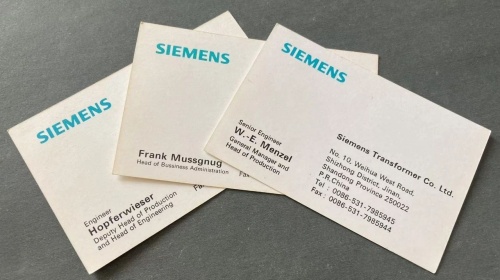 SIEMENS
Engineer
Hopferwieser
Deputy Head of Production
and Head of Engineering
SIEMENS
Frank Mussgnug
Head of Bussiness Administration
SIEMENS
Senior Engineer
W.-E. Menzel
General Manager and
Head of Production
Siemens Transformer Co. Ltd.
No. 10, Weihua West Road,
Shizhong District, Jinan,
Shandong Province 250022
P.R.China
Tel : 0086-531-7985945
Fax : 0086-531-7985944